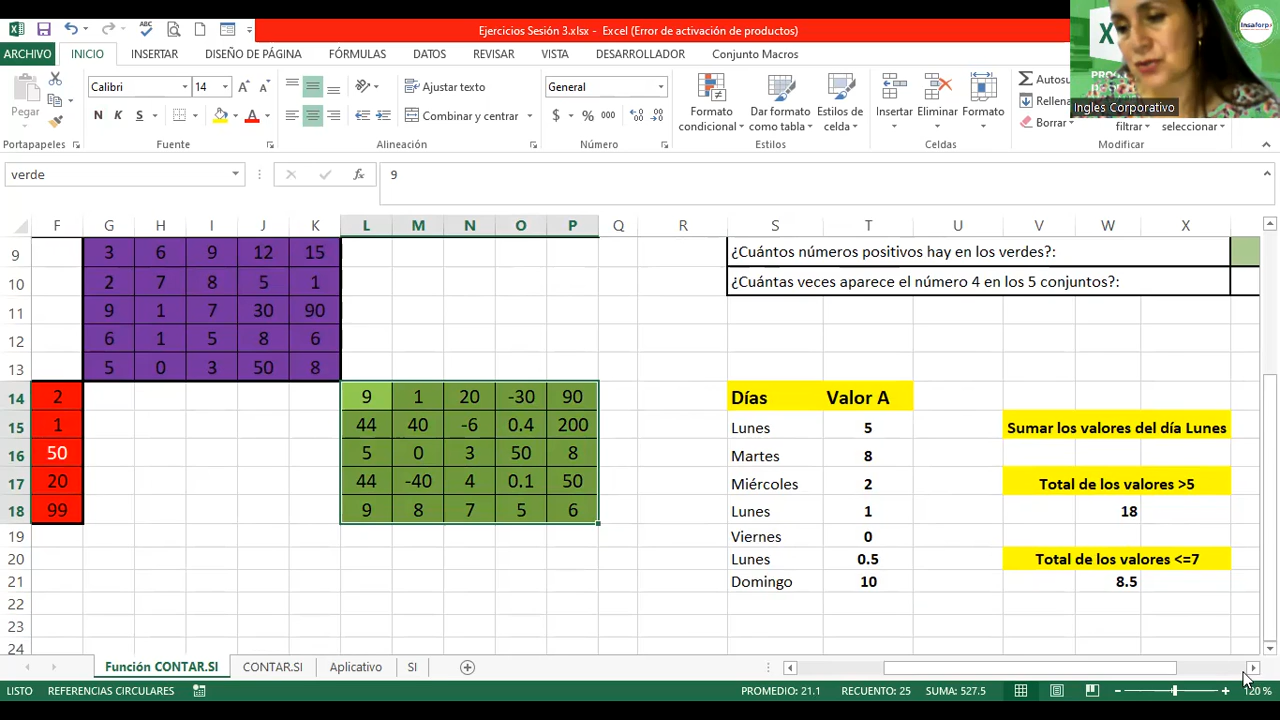 Ejercicios Sesión 3.xlsx - Excel (Error de activación de productos)
Insaforp
ARCHIVO INICIO INSERTAR DISEÑO DE PÁGINA FÓRMULAS DATOS REVISAR VISTA DESARROLLADOR Conjunto Macros
Pegar
Calibri 14
N K S
Ajustar texto
Combinar y centrar
General
$ % 000
Formato condicional
Dar formato como tabla
Estilos de celda
Insertar Eliminar Formato
Autosu
Rellena
Borrar
filtrar
seleccionar
Ingles Corporativo
Portapapeles Fuente Alineación Número Estilos Celdas Modificar
verde fx 9
F G H I J K L M N O P Q R S T U V W X
9 3 6 9 12 15 ¿Cuántos números positivos hay en los verdes?:
10 2 7 8 5 1 ¿Cuántas veces aparece el número 4 en los 5 conjuntos?:
11 9 1 7 30 90
12 6 1 5 8 6
13 5 0 3 50 8
14 2 9 1 20 -30 90 Días Valor A
15 1 44 40 -6 0.4 200 Lunes 5 Sumar los valores del día Lunes
16 50 5 0 3 50 8 Martes 8
17 20 44 -40 4 0.1 50 Miércoles 2 Total de los valores >5
18 99 9 8 7 5 6 Lunes 1 18
19 Viernes 0
20 Lunes 0.5 Total de los valores <=7
21 Domingo 10 8.5
22
23
24
Función CONTAR.SI CONTAR.SI Aplicativo SI
LISTO REFERENCIAS CIRCULARES PROMEDIO: 21.1 RECUENTO: 25 SUMA: 527.5 120 %